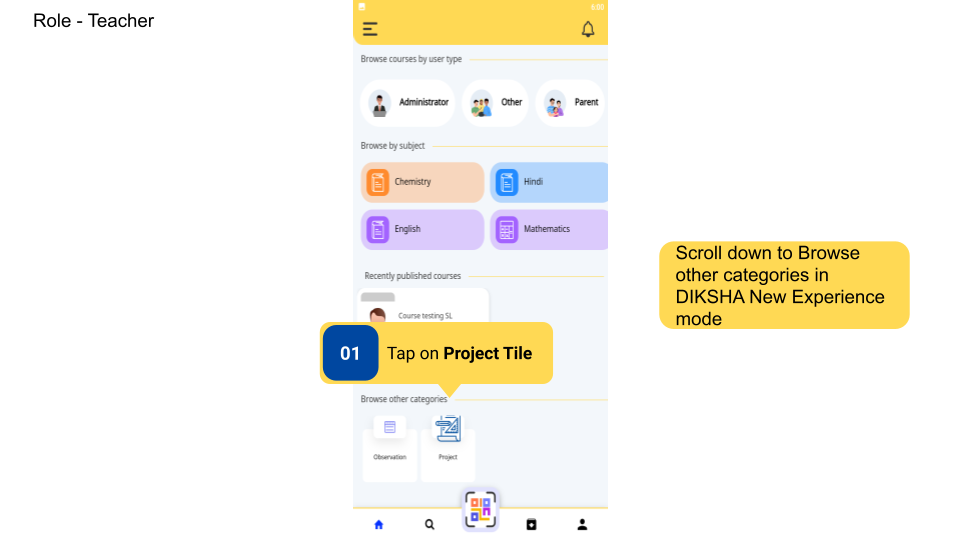 Role - Teacher
6:00
Browse courses by user type
Administrator
Other
Parent
Browse by subject
Chemistry
Hindi
English
Mathematics
Recently published courses
Course testing SL
01
Tap on Project Tile
Browse other categories
Observation
Project
Scroll down to Browse
other categories in
DIKSHA New Experience
mode